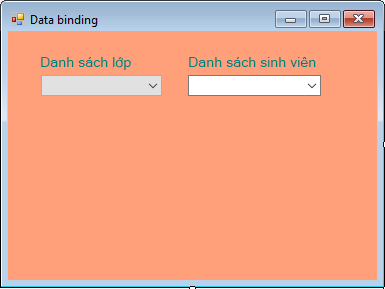 Data binding
Danh sách lớp
Danh sách sinh viên